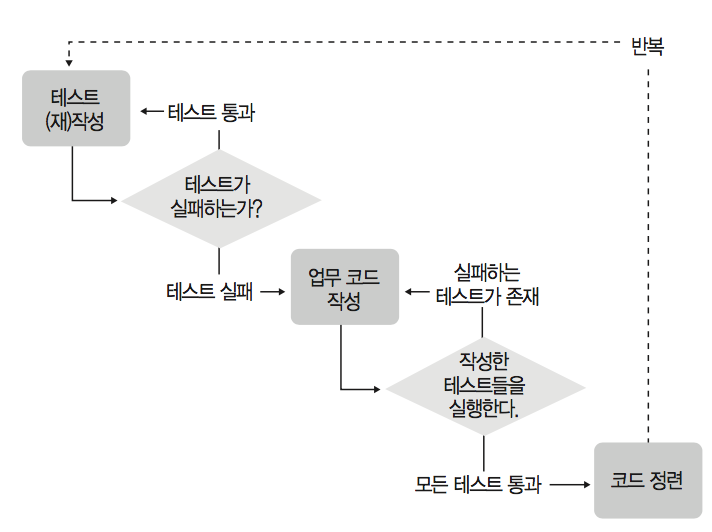 반복
테스트
(재)작성
테스트 통과
테스트가
실패하는가?
테스트 실패
업무 코드
작성
실패하는
테스트가 존재
작성한
테스트들을
실행한다.
모든 테스트 통과
코드 정련